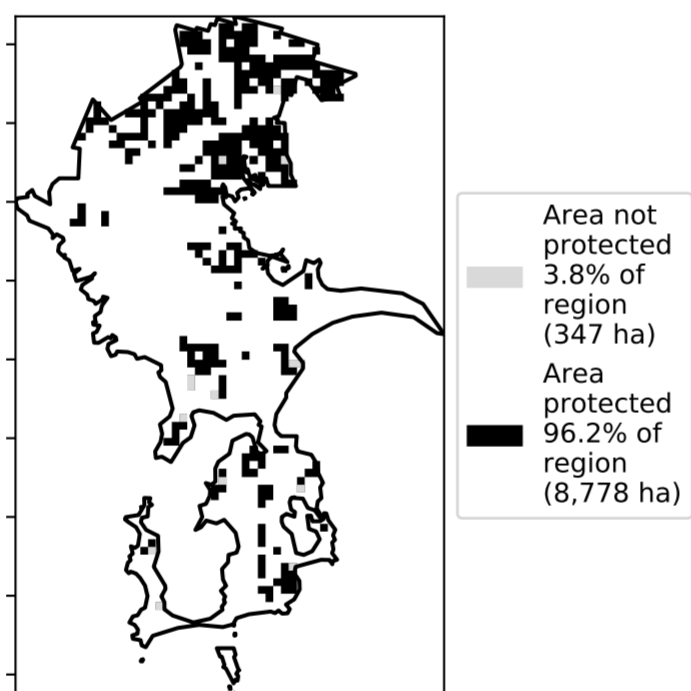 Area not
protected
3.8% of
region
(347 ha)
Area
protected
96.2% of
region
(8,778 ha)